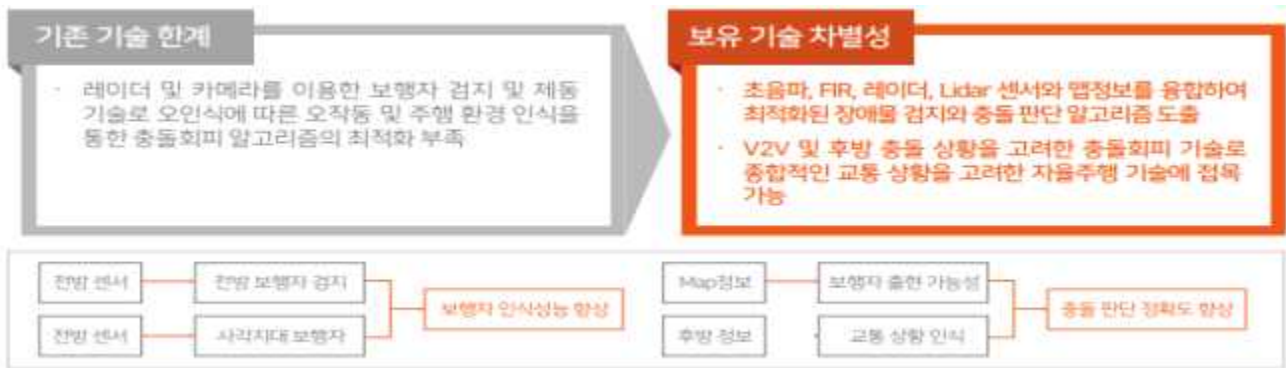 기존 기술 한계
· 레이더 및 카메라를 이용한 보행자 검지 및 제동
기술로 오인식에 따른 오작동 및 주행 환경 인식을
통한 충돌회피 알고리즘의 최적화 부족
보유 기술 차별성
· 초음파, FIR, 레이더, Lidar 센서와 맵정보를 융합하여
최적화된 장애물 검지와 충돌 판단 알고리즘 도출
· V2V 및 후방 충돌 상황을 고려한 충돌회피 기술로
종합적인 교통 상황을 고려한 자율주행 기술에 접목
가능
전방 센서
전방 보행자 검지
전방 센서
사각지대 보행자
보행자 인식성능 향상
Map정보
보행자 출현 가능성
후방 정보
교통 상황 인식
충돌 판단 정확도 향상